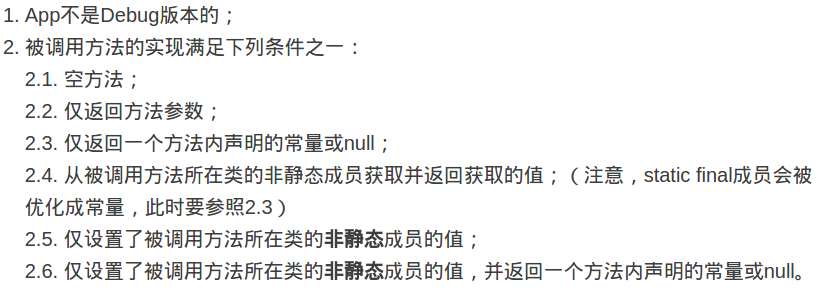 1. App不是Debug版本的；
2. 被调用方法的实现满足下列条件之一：
2.1. 空方法；
2.2. 仅返回方法参数；
2.3. 仅返回一个方法内声明的常量或null；
2.4. 从被调用方法所在类的非静态成员获取并返回获取的值；（注意，static final成员会被
优化成常量，此时要参照2.3）
2.5. 仅设置了被调用方法所在类的非静态成员的值；
2.6. 仅设置了被调用方法所在类的非静态成员的值，并返回一个方法内声明的常量或null。